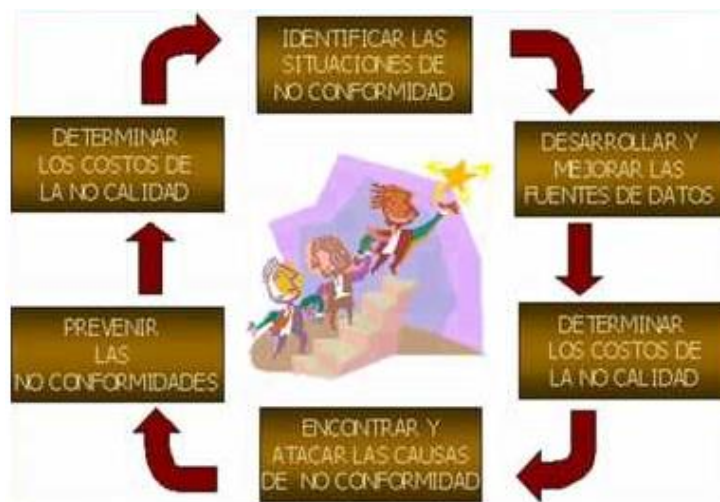 IDENTIFICAR LAS
SITUACIONES DE
NO CONFORMIDAD
DESARROLLAR Y
MEJORAR LAS
FUENTES DE DATOS
DETERMINAR
LOS COSTOS DE
LA NO CALIDAD
ENCONTRAR Y
ATACAR LAS CAUSAS
DE NO CONFORMIDAD
PREVENIR
LAS
NO CONFORMIDADES
DETERMINAR
LOS COSTOS DE
LA NO CALIDAD